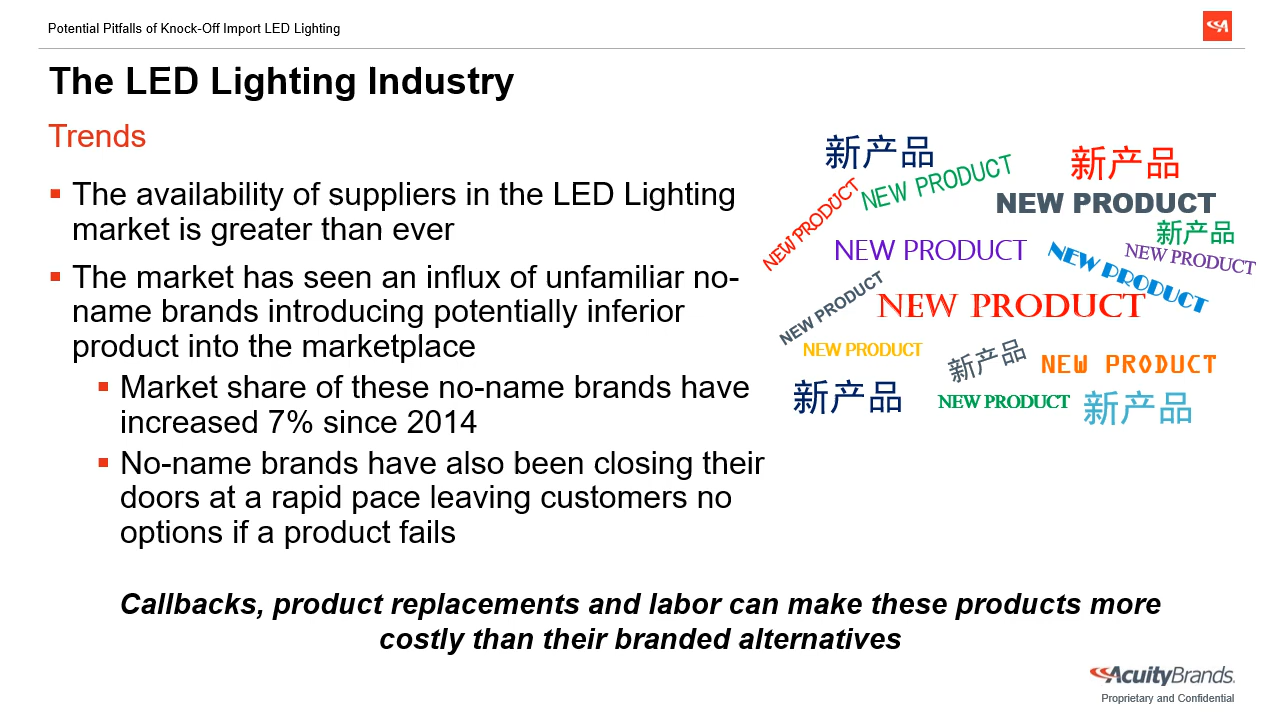 Potential Pitfalls of Knock-Off Import LED Lighting
The LED Lighting Industry
Trends
The availability of suppliers in the LED Lighting
market is greater than ever
The market has seen an influx of unfamiliar no-
name brands introducing potentially inferior
product into the marketplace
Market share of these no-name brands have
increased 7% since 2014
No-name brands have also been closing their
doors at a rapid pace leaving customers no
options if a product fails
新产品
新产品
NEW PRODUCT
NEW PRODUCT
NEW PRODUCT
新产品
NEW PRODUCT
NEW PRODUCT
NEW PRODUCT
NEW PRODUCT
NEW PRODUCT
NEW PRODUCT
新产品
NEW PRODUCT
新产品
NEW PRODUCT
新产品
Callbacks, product replacements and labor can make these products more
costly than their branded alternatives
AcuityBrands.
Proprietary and Confidential